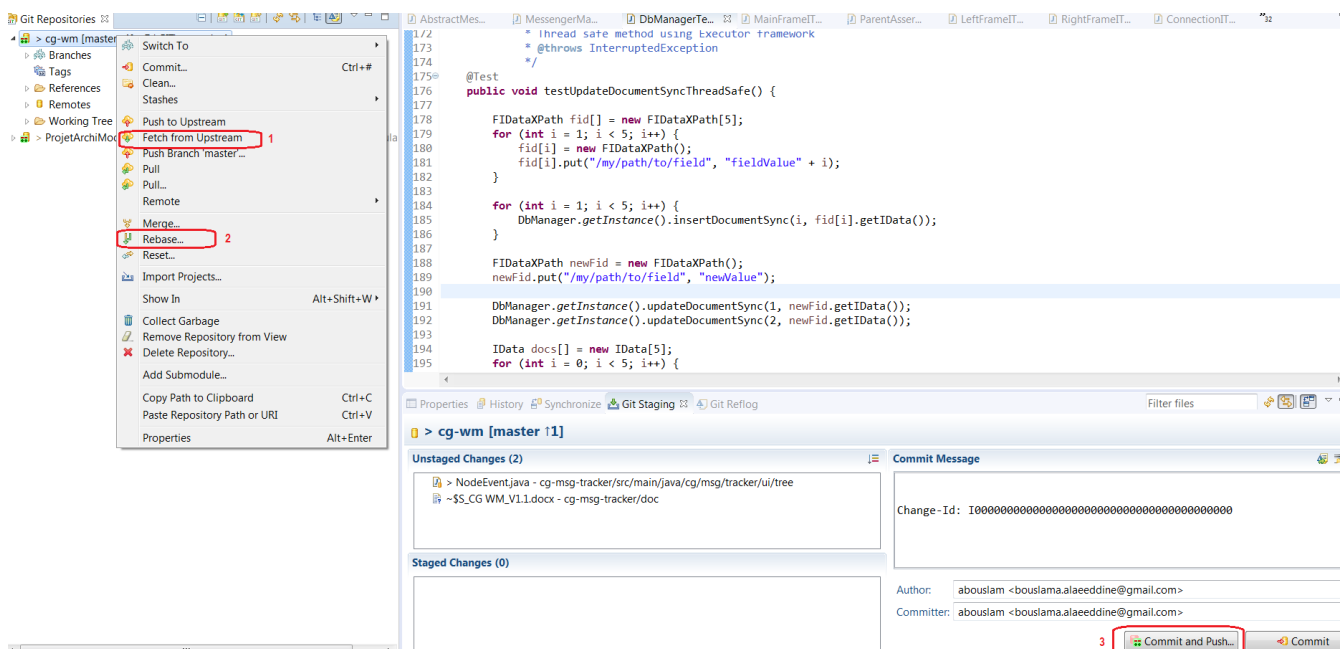 Git Repositories
AbstractMes...
MessengerMa...
DbManagerTe...
MainFrameIT...
ParentAsser...
LeftFrameIT...
RightFrameIT...
ConnectionIT...
"32
> cg-wm [master
Branches
Tags
References
Remotes
Working Tree
> ProjetArchiMo
Switch To
Commit... Ctrl+#
Clean...
Stashes
Push to Upstream
Fetch from Upstream 1
Push Branch 'master'...
Pull
Pull...
Remote
Merge...
Rebase... 2
Reset...
Import Projects...
Show In Alt+Shift+W
Collect Garbage
Remove Repository from View
Delete Repository...
Add Submodule...
Copy Path to Clipboard Ctrl+C
Paste Repository Path or URI Ctrl+V
Properties Alt+Enter
172 * Thread safe method using Executor framework
173 * @throws InterruptedException
174 */
175 @Test
176 public void testUpdateDocumentSyncThreadSafe() {
177
178 FIDataXPath fid[] = new FIDataXPath[5];
179 for (int i = 1; i < 5; i++) {
180 fid[i] = new FIDataXPath();
181 fid[i].put("/my/path/to/field", "fieldValue" + i);
182 }
183
184 for (int i = 1; i < 5; i++) {
185 DbManager.getInstance().insertDocumentSync(i, fid[i].getIData());
186 }
187
188 FIDataXPath newFid = new FIDataXPath();
189 newFid.put("/my/path/to/field", "newValue");
190
191 DbManager.getInstance().updateDocumentSync(1, newFid.getIData());
192 DbManager.getInstance().updateDocumentSync(2, newFid.getIData());
193
194 IData docs[] = new IData[5];
195 for (int i = 0; i < 5; i++) {
Properties History Synchronize Git Staging Git Reflog
Filter files
> cg-wm [master ↑1]
Unstaged Changes (2)
> NodeEvent.java - cg-msg-tracker/src/main/java/cg/msg/tracker/ui/tree
~$S_CG WM_V1.1.docx - cg-msg-tracker/doc
Staged Changes (0)
Commit Message
Change-Id: I0000000000000000000000000000000000000000
Author: abouslam <bouslama.alaeeddine@gmail.com>
Committer: abouslam <bouslama.alaeeddine@gmail.com>
3 Commit and Push... Commit